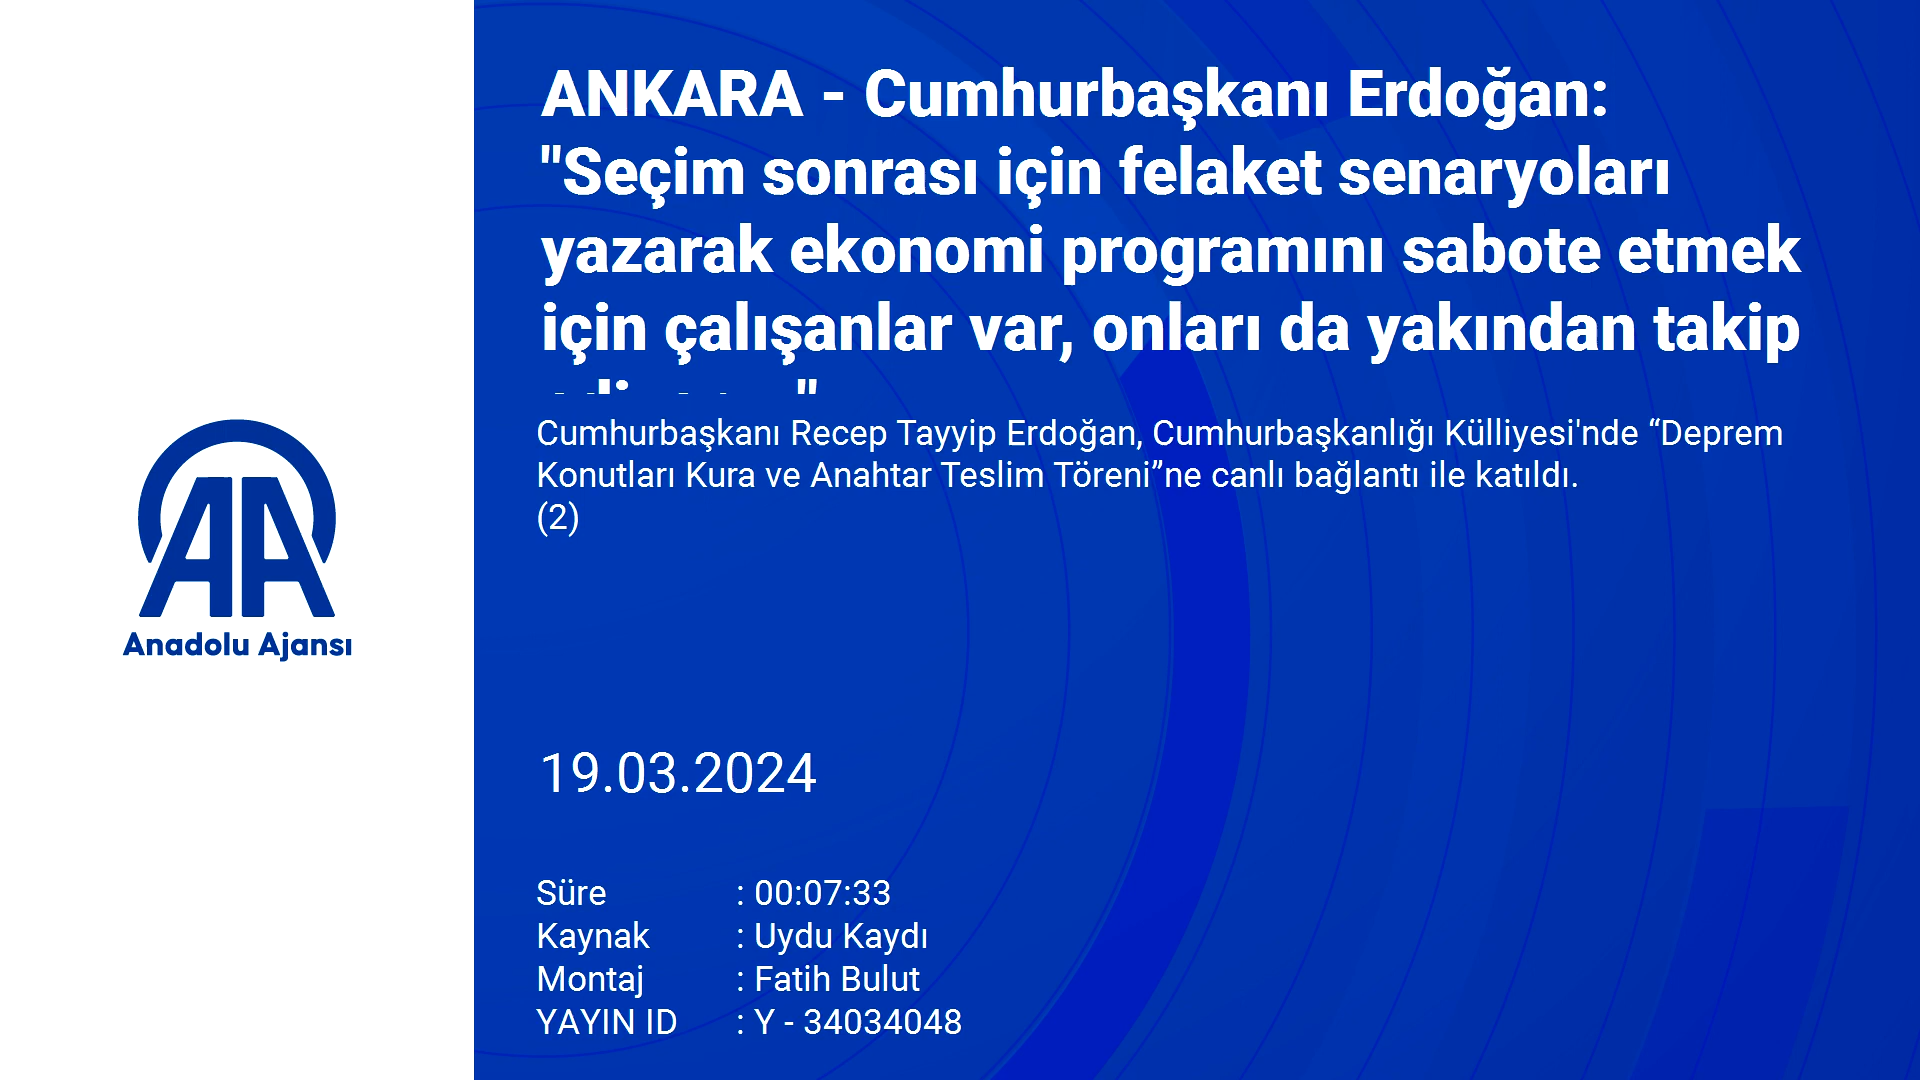 ANKARA - Cumhurbaşkanı Erdoğan:
"Seçim sonrası için felaket senaryoları
yazarak ekonomi programını sabote etmek
için çalışanlar var, onları da yakından takip
Cumhurbaşkanı Recep Tayyip Erdoğan, Cumhurbaşkanlığı Külliyesi'nde “Deprem
Konutları Kura ve Anahtar Teslim Töreni”ne canlı bağlantı ile katıldı.
(2)
AA
Anadolu Ajansı
19.03.2024
Süre : 00:07:33
Kaynak : Uydu Kaydı
Montaj : Fatih Bulut
YAYIN ID : Y - 34034048